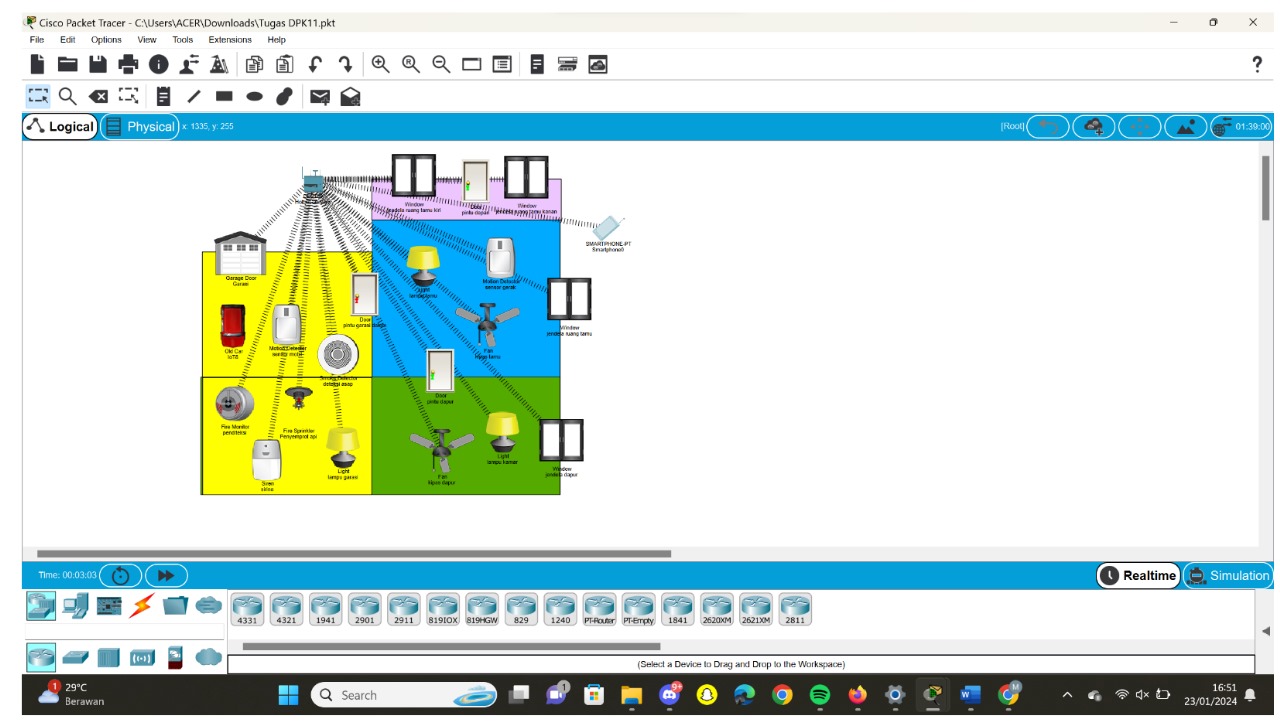 Cisco Packet Tracer - C:\Users\ACER\Downloads\Tugas DPK11.pkt
File Edit Options View Tools Extensions Help
Logical Physical x: 1335, y: 255 [Root] 01:39:00
Window
jendela ruang tamu kiri
Door
pintu depan
Window
jendela ruang tamu kanan
SMARTPHONE-PT
Smartphone0
Garage Door
Garasi
Light
lampu tamu
Motion Detector
sensor gerak
Door
pintu garasi
Window
jendela ruang tamu
Old Car
IoT8
Motion Detector
sensor motion
Fan
kipas tamu
Smoke Detector
deteksi asap
Door
pintu dapur
Fire Monitor
pendeteksi
Fire Sprinkler
Penyemprot api
Siren
sirine
Light
lampu garasi
Fan
kipas dapur
Light
lampu kamar
Window
jendela dapur
Time: 00:03:03 Realtime Simulation
4331 4321 1941 2901 2911 819IOX 819HGW 829 1240 PT-Router PT-Empty 1841 2620XM 2621XM 2811
(Select a Device to Drag and Drop to the Workspace)
1 29°C
Berawan
Search
1
9+
M
16:51
23/01/2024